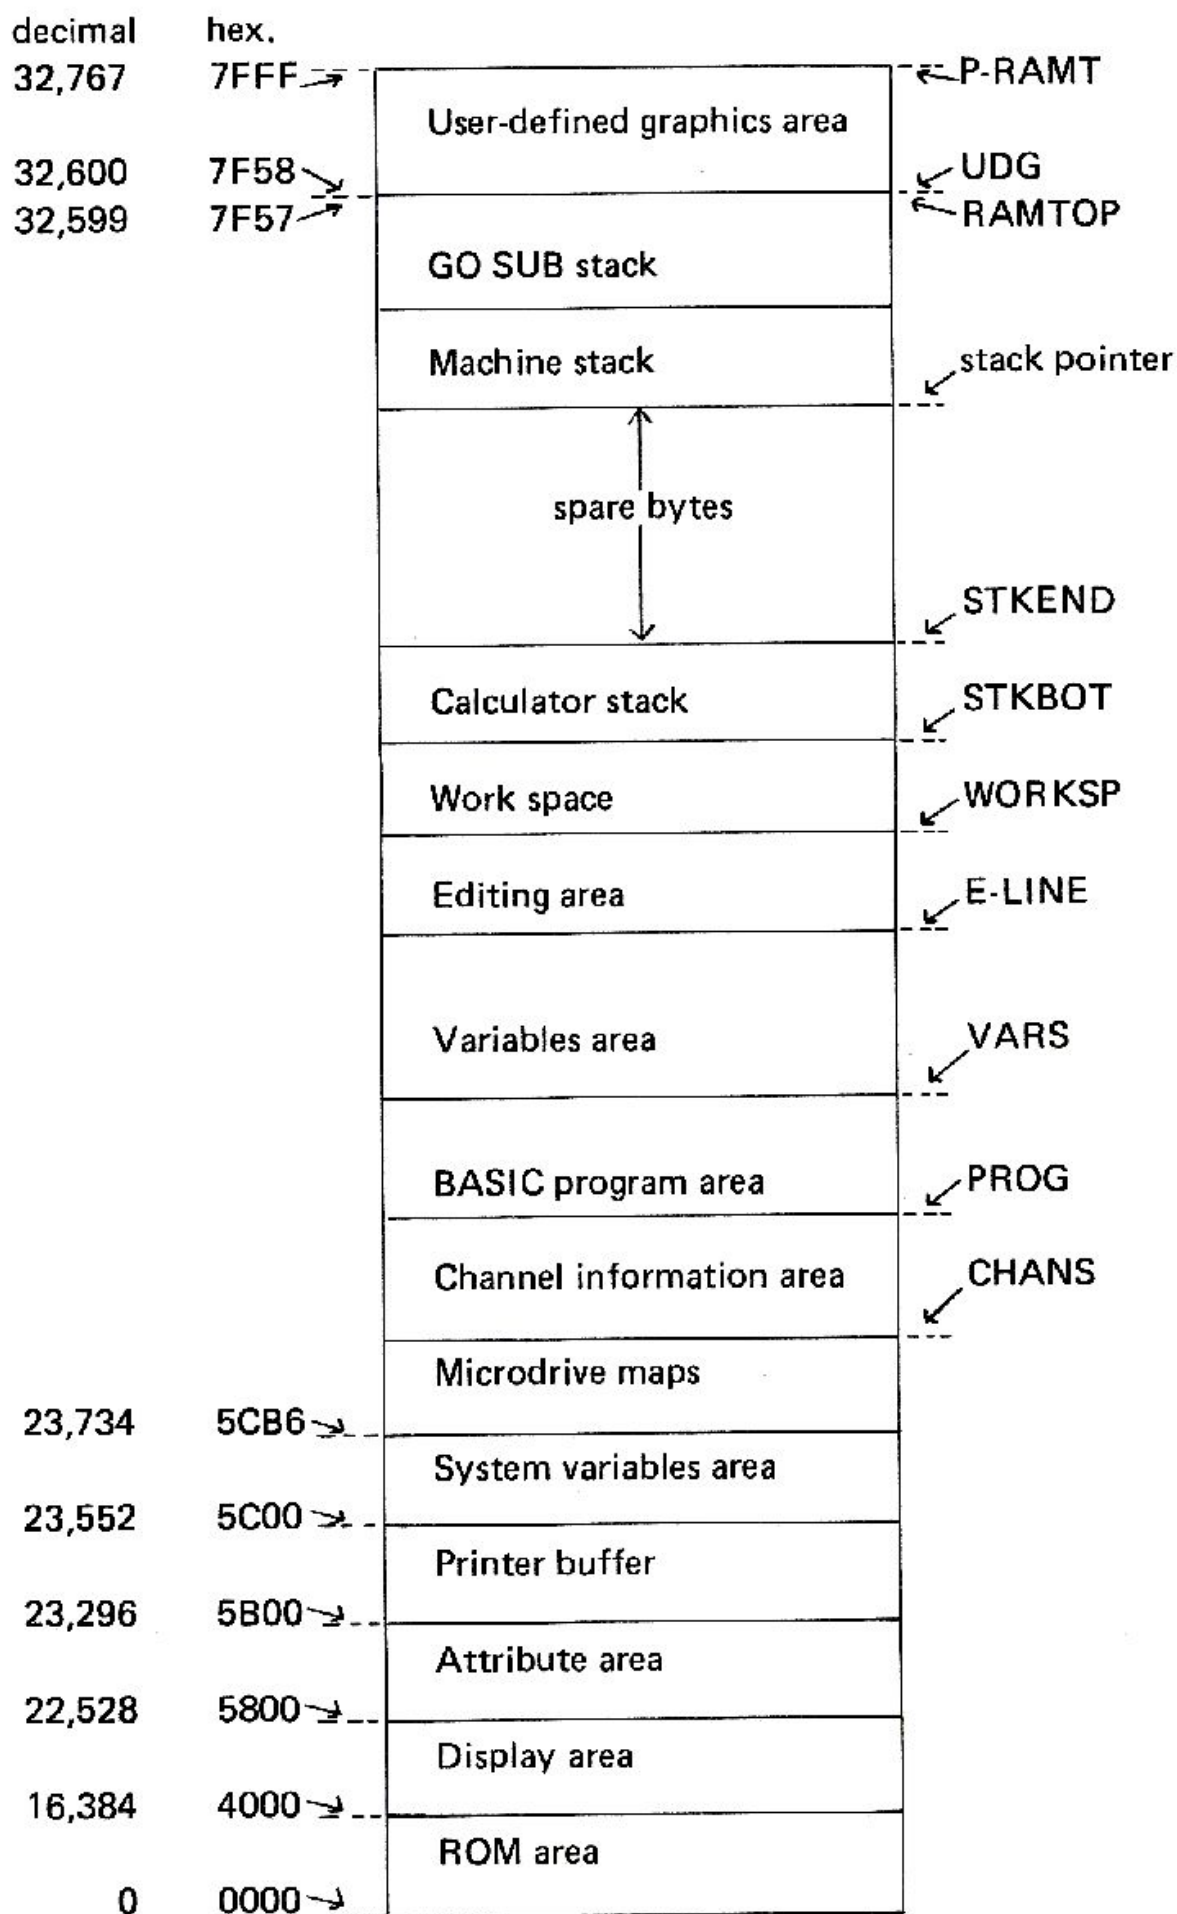 decimal hex.
32,767 7FFF P-RAMT
User-defined graphics area
32,600 7F58 UDG
32,599 7F57 RAMTOP
GO SUB stack
Machine stack stack pointer
spare bytes
STKEND
Calculator stack STKBOT
Work space WORKSP
Editing area E-LINE
Variables area VARS
BASIC program area PROG
Channel information area CHANS
Microdrive maps
23,734 5CB6
System variables area
23,552 5C00
Printer buffer
23,296 5B00
Attribute area
22,528 5800
Display area
16,384 4000
ROM area
0 0000